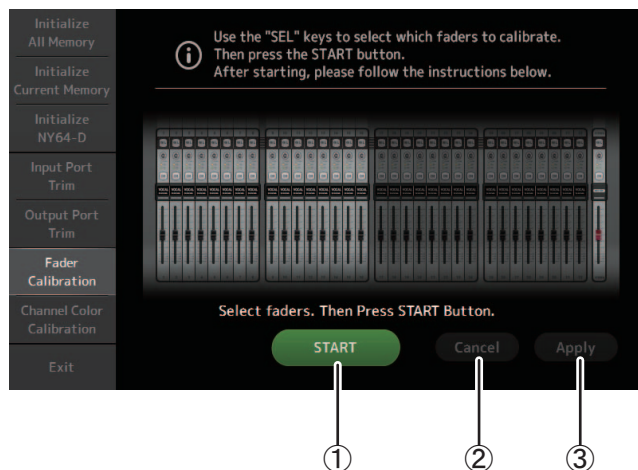 Initialize
All Memory
Initialize
Current Memory
Initialize
NY64-D
Input Port
Trim
Output Port
Trim
Fader
Calibration
Channel Color
Calibration
Exit
Use the "SEL" keys to select which faders to calibrate.
Then press the START button.
After starting, please follow the instructions below.
Select faders. Then Press START Button.
START
Cancel
Apply
①
②
③